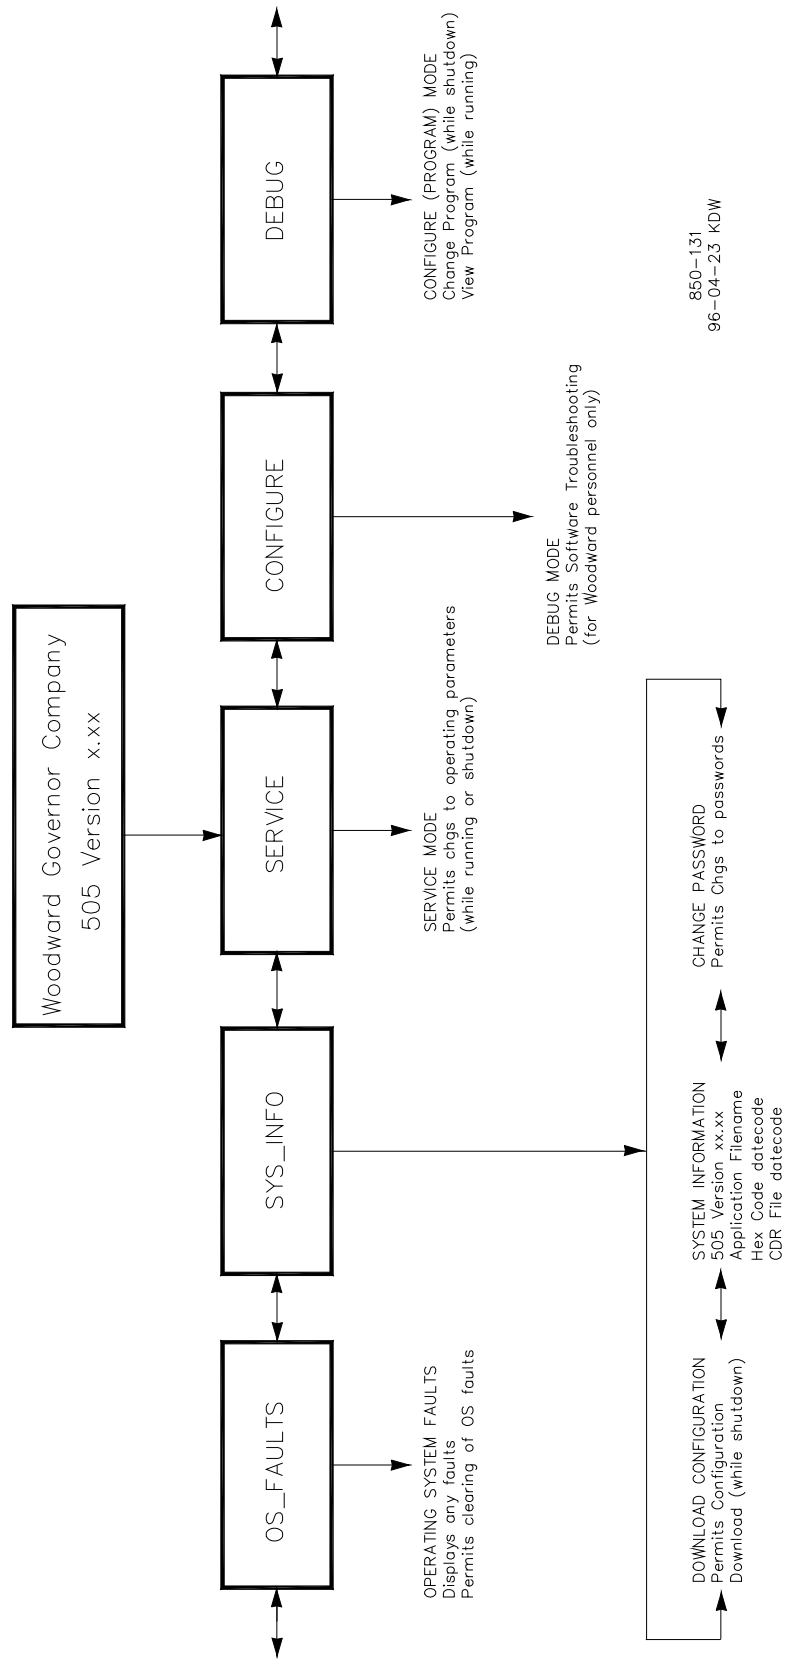 Woodward Governor Company
505 Version x.xx
OS_FAULTS
SYS_INFO
SERVICE
CONFIGURE
DEBUG
OPERATING SYSTEM FAULTS
Displays any faults
Permits clearing of OS faults
SERVICE MODE
Permits chgs to operating parameters
(while running or shutdown)
CONFIGURE (PROGRAM) MODE
Change Program (while shutdown)
View Program (while running)
DEBUG MODE
Permits Software Troubleshooting
(for Woodward personnel only)
DOWNLOAD CONFIGURATION
Permits Configuration
Download (while shutdown)
SYSTEM INFORMATION
505 Version xx.xx
Application Filename
Hex Code datecode
CDR File datecode
CHANGE PASSWORD
Permits Chgs to passwords
850-131
96-04-23 KDW